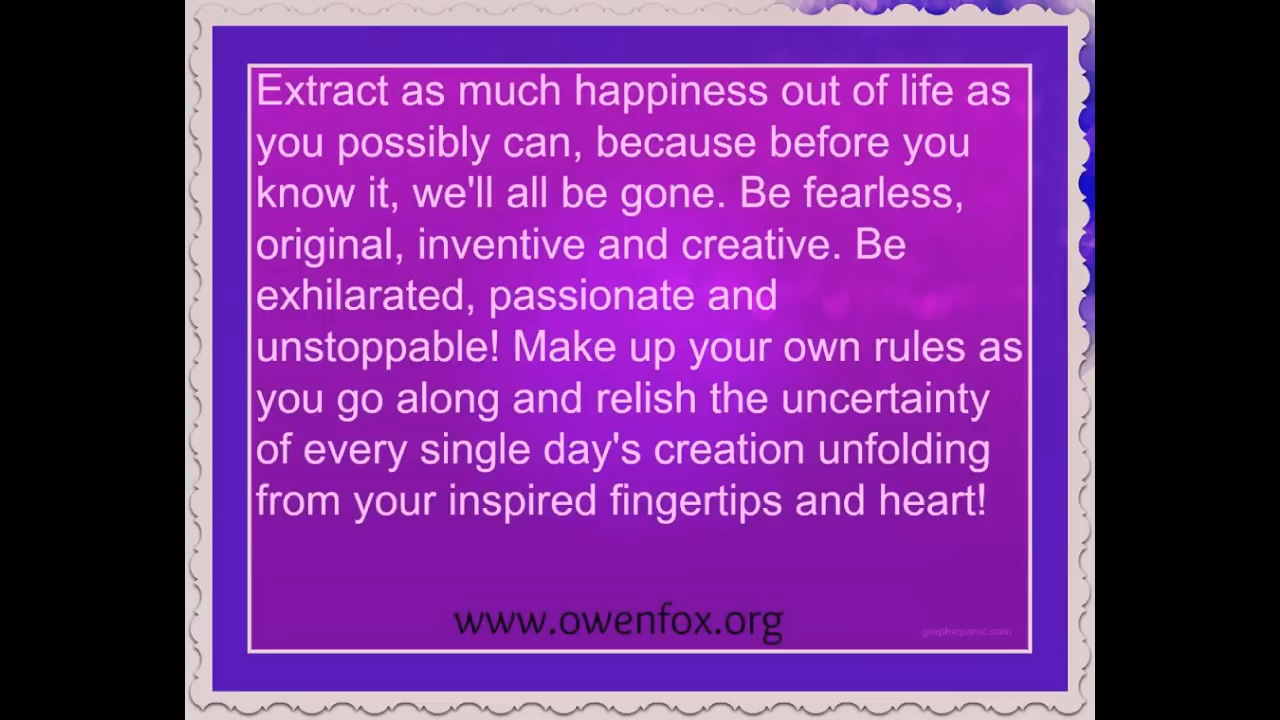 Extract as much happiness out of life as
you possibly can, because before you
know it, we'll all be gone. Be fearless,
original, inventive and creative. Be
exhilarated, passionate and
unstoppable! Make up your own rules as
you go along and relish the uncertainty
of every single day's creation unfolding
from your inspired fingertips and heart!
www.owenfox.org
graphicpanic.com